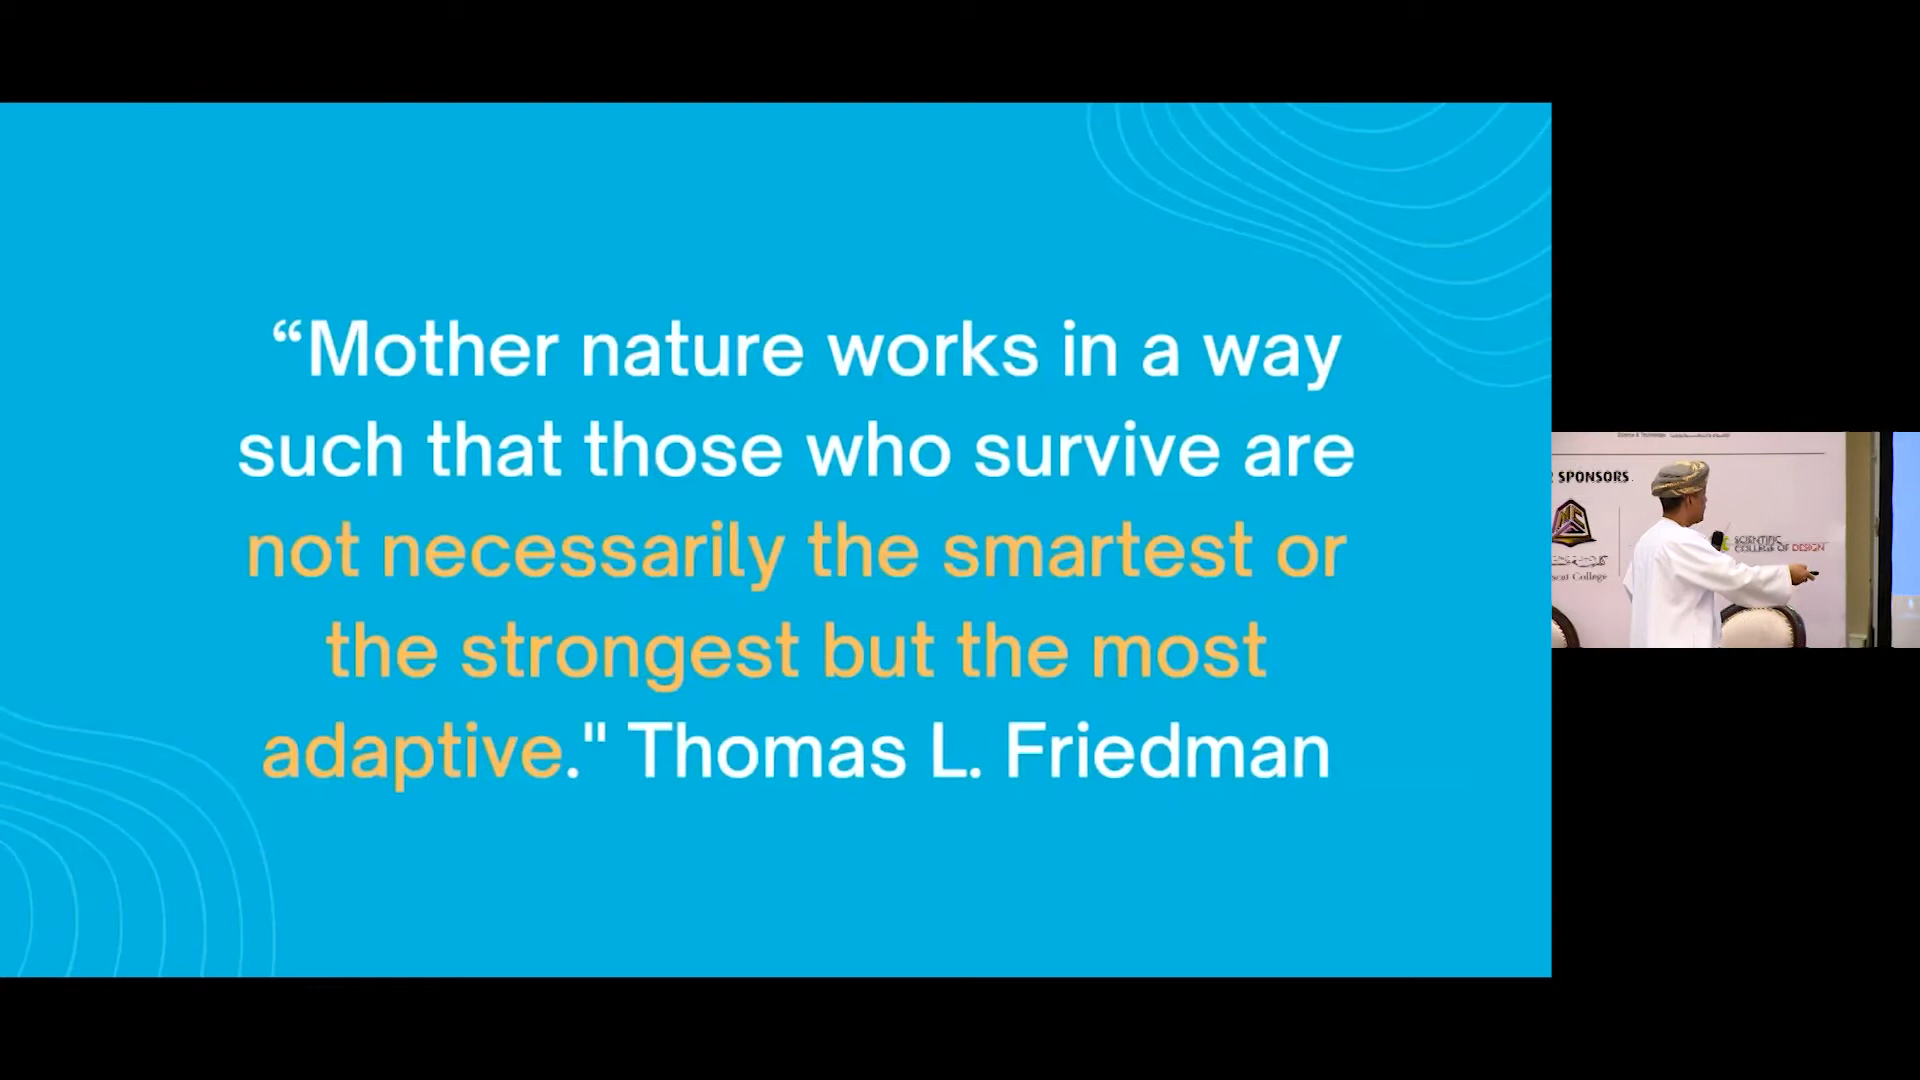 “Mother nature works in a way
such that those who survive are
not necessarily the smartest or
the strongest but the most
adaptive." Thomas L. Friedman
SPONSORS
SCIENTIFIC
COLLEGE OF DESIGN
College